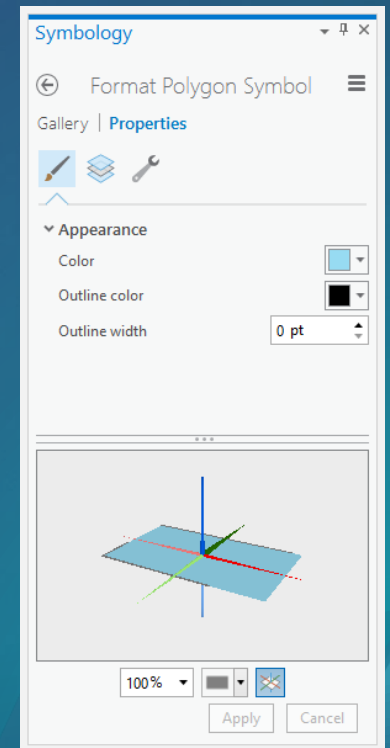 Symbology
Format Polygon Symbol
Gallery | Properties
Appearance
Color
Outline color
Outline width 0 pt
100%
Apply Cancel